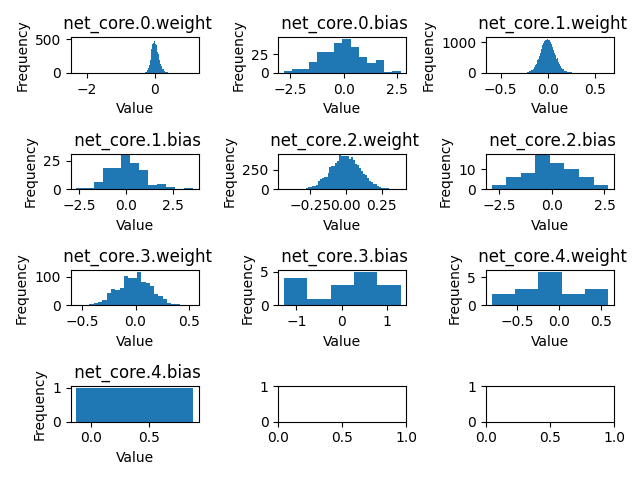 net_core.0.weight
Frequency
500
0
−2
0
Value
net_core.0.bias
Frequency
25
0
−2.5
0.0
2.5
Value
net_core.1.weight
Frequency
1000
0
−0.5
0.0
0.5
Value
net_core.1.bias
Frequency
25
0
−2.5
0.0
2.5
Value
net_core.2.weight
Frequency
250
0
−0.25
0.00
0.25
Value
net_core.2.bias
Frequency
10
0
−2.5
0.0
2.5
Value
net_core.3.weight
Frequency
100
0
−0.5
0.0
0.5
Value
net_core.3.bias
Frequency
5
0
−1
0
1
Value
net_core.4.weight
Frequency
5
0
−0.5
0.0
0.5
Value
net_core.4.bias
Frequency
1
0
0.0
0.5
Value
1
0
0.0
0.5
1.0
1
0
0.0
0.5
1.0